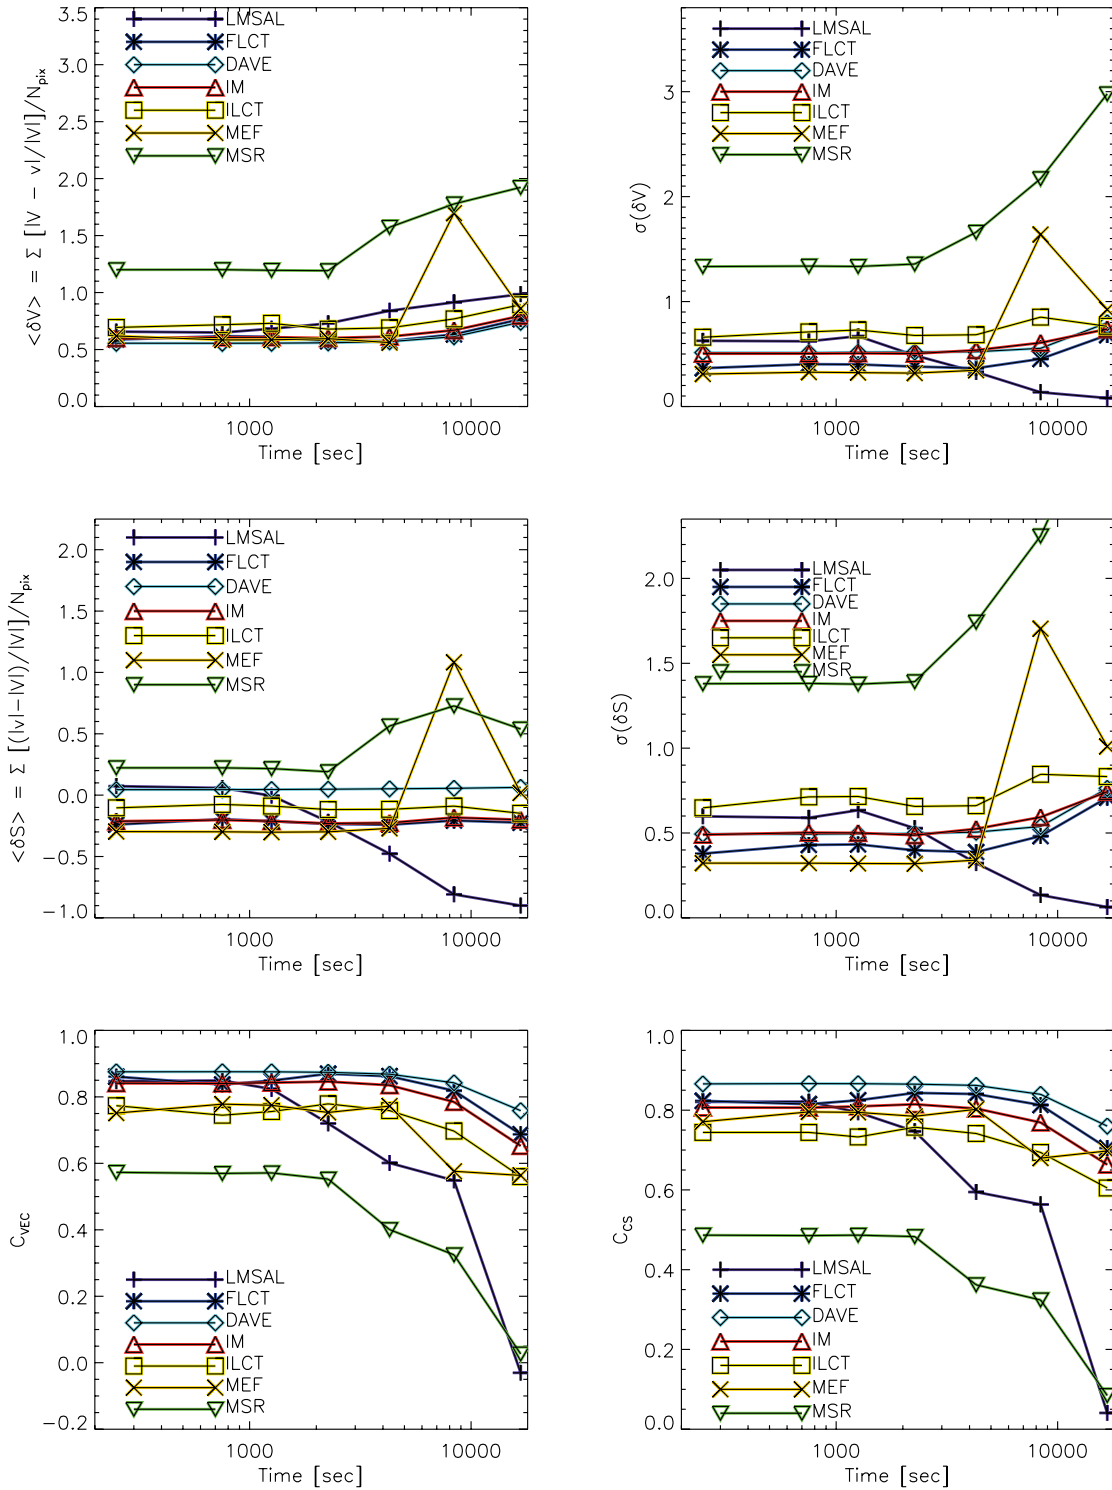 3.5
3.0
2.5
2.0
1.5
1.0
0.5
0.0
<δV> = Σ [|V - v|/|V|]/N_pix
LMSAL
FLCT
DAVE
IM
ILCT
MEF
MSR
1000
10000
Time [sec]
3
2
1
0
σ(δV)
LMSAL
FLCT
DAVE
IM
ILCT
MEF
MSR
1000
10000
Time [sec]
2.0
1.5
1.0
0.5
0.0
-0.5
-1.0
<δS> = Σ [(|v|-|V|)/|V|]/N_pix
LMSAL
FLCT
DAVE
IM
ILCT
MEF
MSR
1000
10000
Time [sec]
2.0
1.5
1.0
0.5
0.0
σ(δS)
LMSAL
FLCT
DAVE
IM
ILCT
MEF
MSR
1000
10000
Time [sec]
1.0
0.8
0.6
0.4
0.2
0.0
-0.2
C_VEC
LMSAL
FLCT
DAVE
IM
ILCT
MEF
MSR
1000
10000
Time [sec]
1.0
0.8
0.6
0.4
0.2
0.0
C_CS
LMSAL
FLCT
DAVE
IM
ILCT
MEF
MSR
1000
10000
Time [sec]